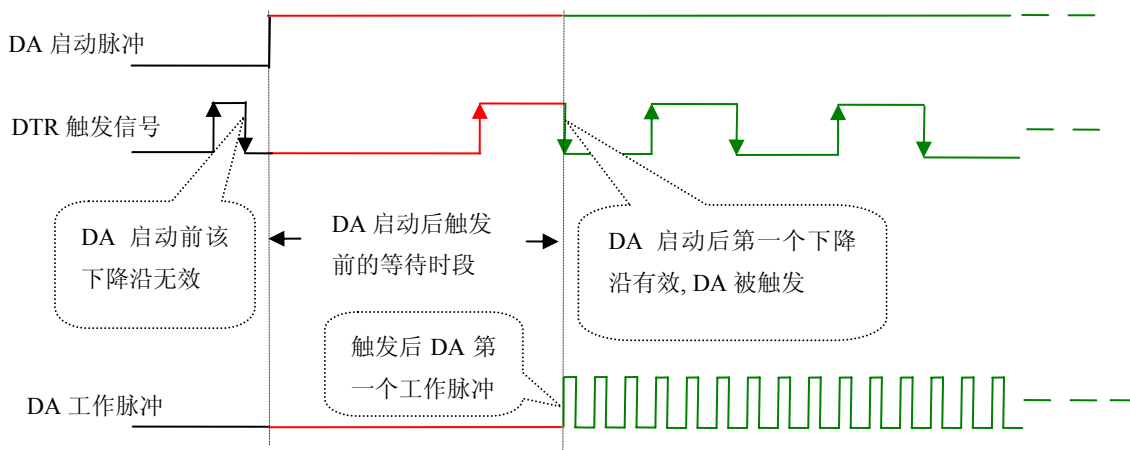 DA 启动脉冲
DTR 触发信号
DA 启动前该
下降沿无效
DA 启动后触发
前的等待时段
DA 启动后第一个下降
沿有效, DA 被触发
触发后 DA 第
一个工作脉冲
DA 工作脉冲